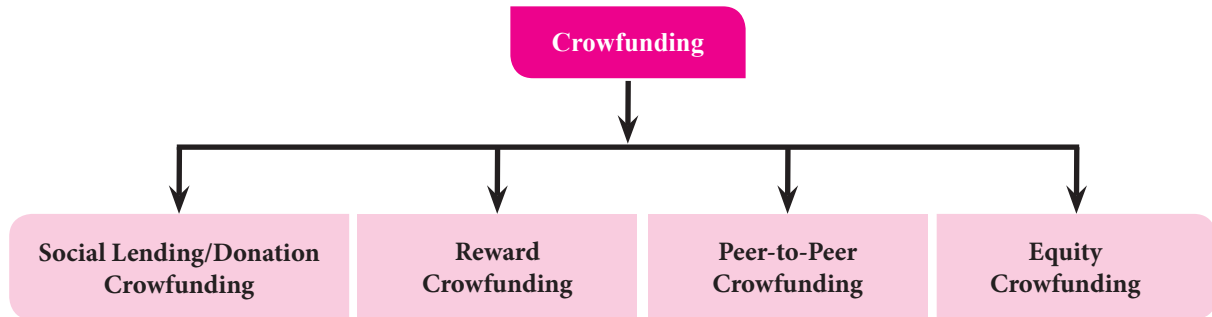 Crowfunding
Social Lending/Donation
Crowfunding
Reward
Crowfunding
Peer-to-Peer
Crowfunding
Equity
Crowfunding